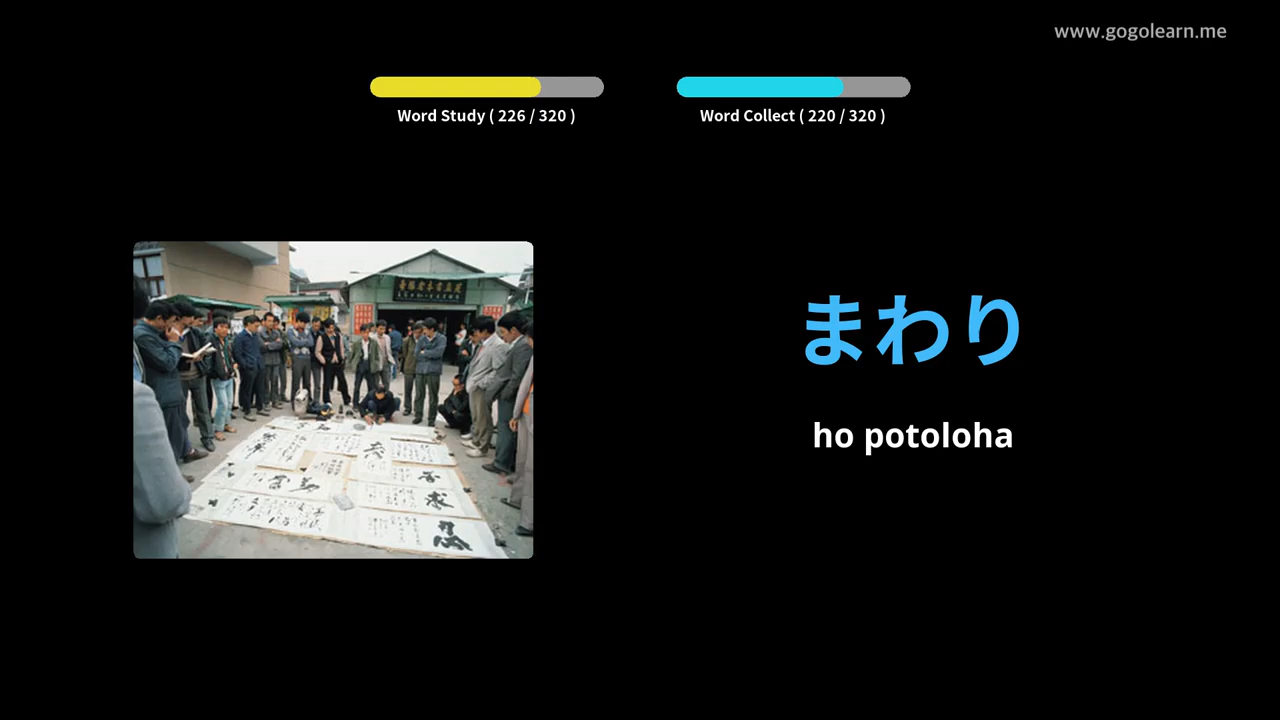 www.gogolearn.me
Word Study ( 226 / 320 )
Word Collect ( 220 / 320 )
まわり
ho potoloha